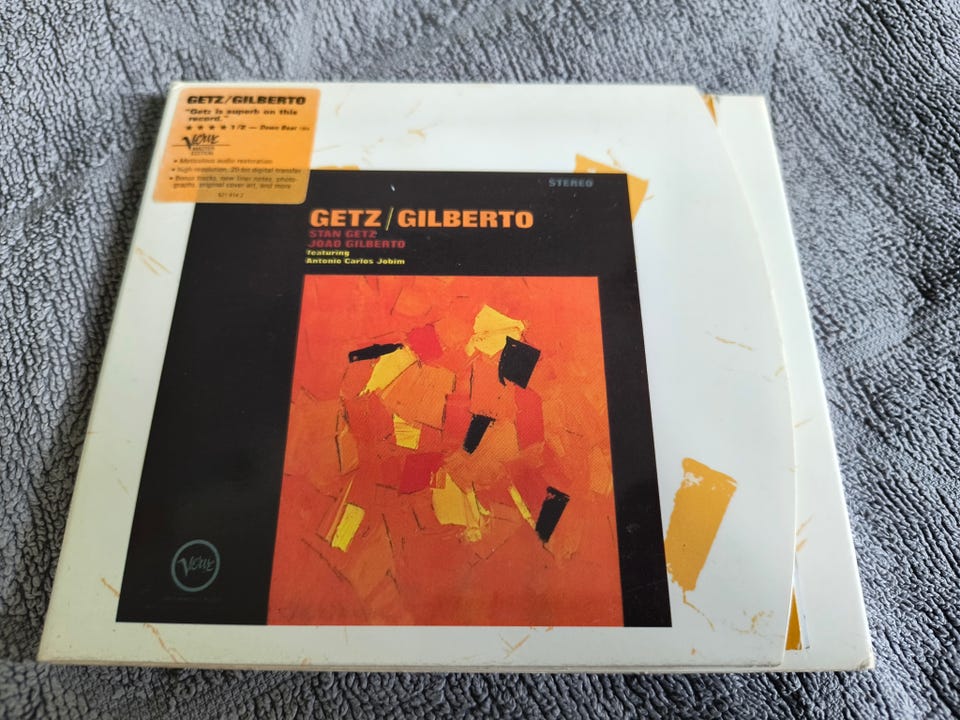 GETZ/GILBERTO
"Getz is superb on this
record."
★ ★ ★ ★ 1/2 — Down Beat
Verve
MASTER
EDITION
• Meticulous audio restoration
• high-resolution, 20-bit digital transfer
• Bonus tracks, new liner notes, photo-
graphs, original cover art, and more
STEREO
GETZ/GILBERTO
STAN GETZ
JOAO GILBERTO
featuring
Antonio Carlos Jobim
Verve